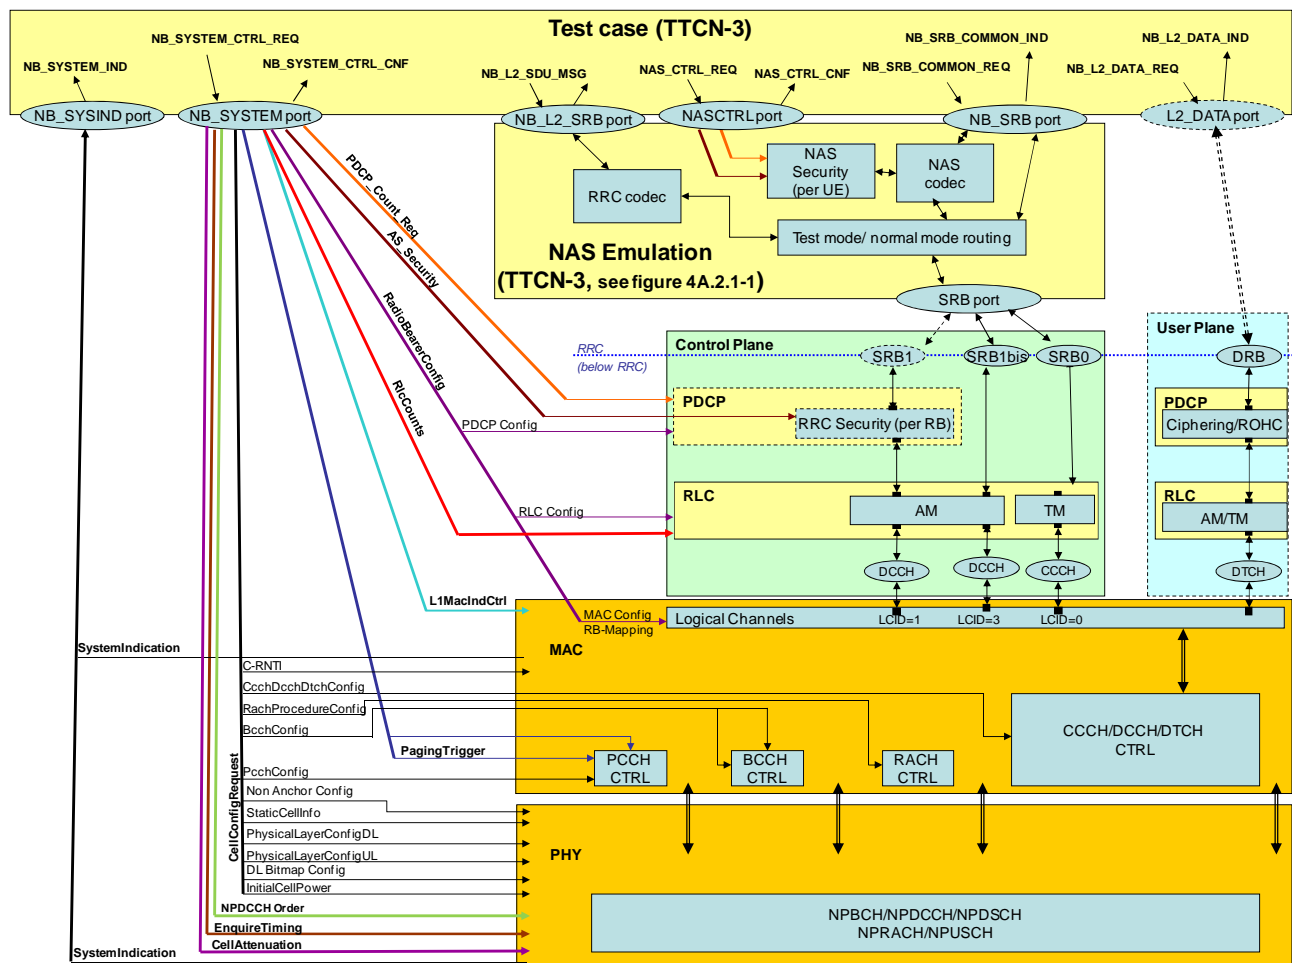 Test case (TTCN-3)
NB_SYSTEM_IND
NB_SYSTEM_CTRL_REQ
NB_SYSTEM_CTRL_CNF
NB_L2_SDU_MSG
NAS_CTRL_REQ
NAS_CTRL_CNF
NB_SRB_COMMON_IND
NB_SRB_COMMON_REQ
NB_L2_DATA_IND
NB_L2_DATA_REQ
NB_SYSIND port
NB_SYSTEM port
NB_L2_SRB port
NASCTRL port
NB_SRB port
L2_DATA port
NAS
Security
(per UE)
NAS
codec
RRC codec
Test mode/ normal mode routing
NAS Emulation
(TTCN-3, see figure 4A.2.1-1)
SRB port
PDCP_Count_Req
AS_Security
RadioBearerConfig
RlcCounts
RRC
(below RRC)
Control Plane
SRB1
SRB1bis
SRB0
User Plane
DRB
PDCP
RRC Security (per RB)
PDCP Config
PDCP
Ciphering/ROHC
RLC
AM
TM
RLC Config
RLC
AM/TM
DCCH
DCCH
CCCH
DTCH
L1MacIndCtrl
MAC Config
RB-Mapping
Logical Channels
LCID=1
LCID=3
LCID=0
MAC
SystemIndication
C-RNTI
CcchDcchDtchConfig
RachProcedureConfig
BcchConfig
PagingTrigger
PcchConfig
PCCH
CTRL
BCCH
CTRL
RACH
CTRL
CCCH/DCCH/DTCH
CTRL
CellConfigRequest
Non Anchor Config
StaticCellInfo
PhysicalLayerConfigDL
PhysicalLayerConfigUL
DL Bitmap Config
InitialCellPower
PHY
NPDCCH Order
EnquireTiming
CellAttenuation
SystemIndication
NPBCH/NPDCCH/NPDSCH
NPRACH/NPUSCH